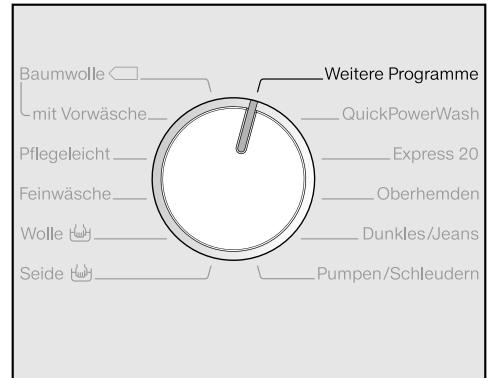 Baumwolle
mit Vorwäsche
Pflegeleicht
Feinwäsche
Wolle
Seide
Weitere Programme
QuickPowerWash
Express 20
Oberhemden
Dunkles/Jeans
Pumpen/Schleudern